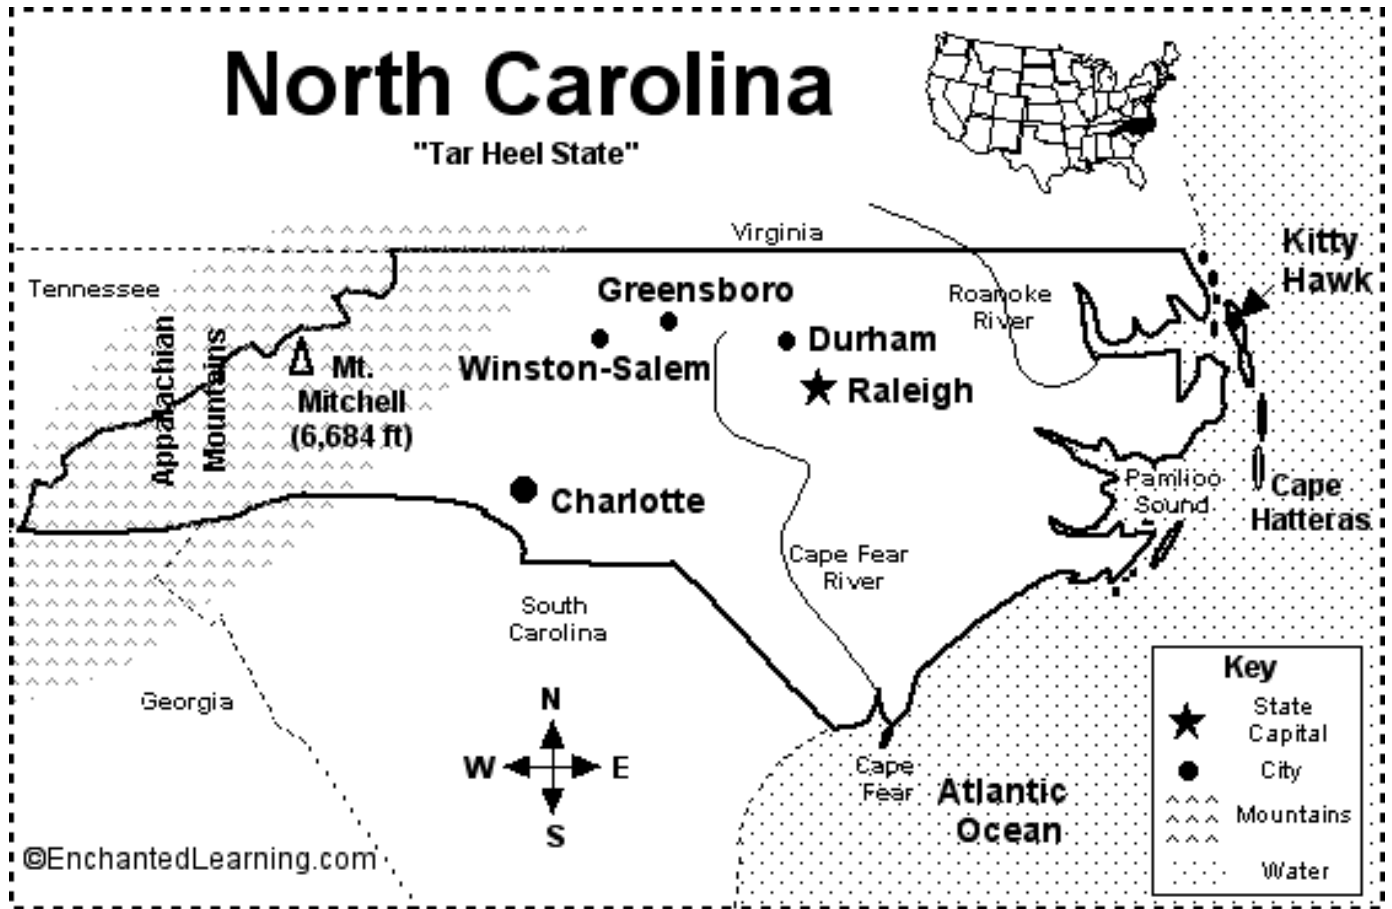 North Carolina
"Tar Heel State"
Virginia
Kitty
Hawk
Tennessee
Greensboro
Roanoke
River
Appalachian
Mountains
Durham
Mt.
Mitchell
(6,684 ft)
Winston-Salem
Raleigh
Charlotte
Pamlico
Sound
Cape
Hatteras
Cape Fear
River
South
Carolina
Georgia
N
W
E
S
Cape
Fear
Atlantic
Ocean
Key
State
Capital
City
Mountains
Water
©EnchantedLearning.com